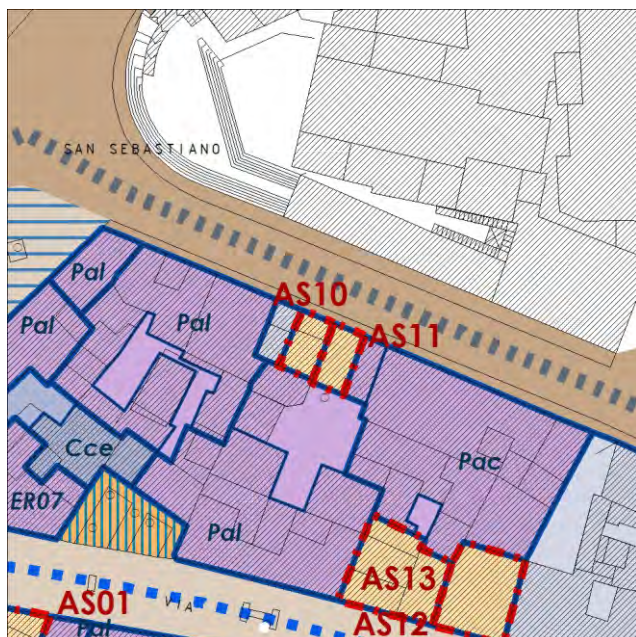 SAN SEBASTIANO
Pal
AS10
Pal
Pal
AS11
Cce
Pac
ER07
Pal
AS13
AS01
VIA
AS12
Pal